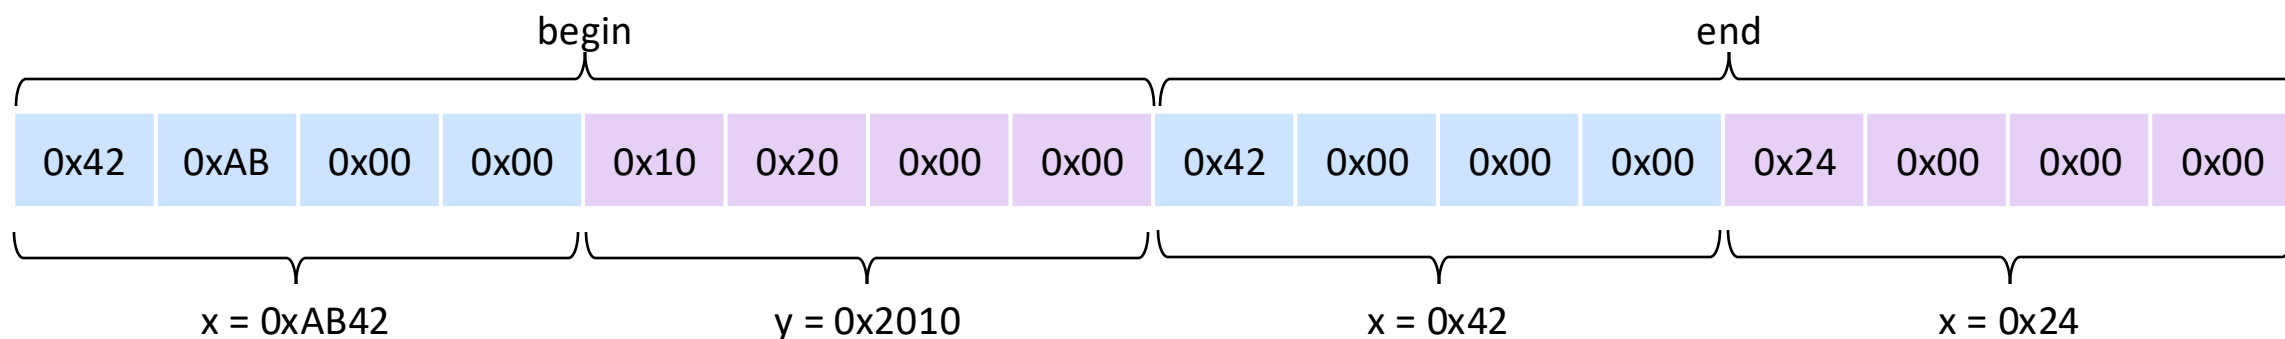 begin end
0x42 0xAB 0x00 0x00 0x10 0x20 0x00 0x00 0x42 0x00 0x00 0x00 0x24 0x00 0x00 0x00
x = 0xAB42 y = 0x2010 x = 0x42 x = 0x24